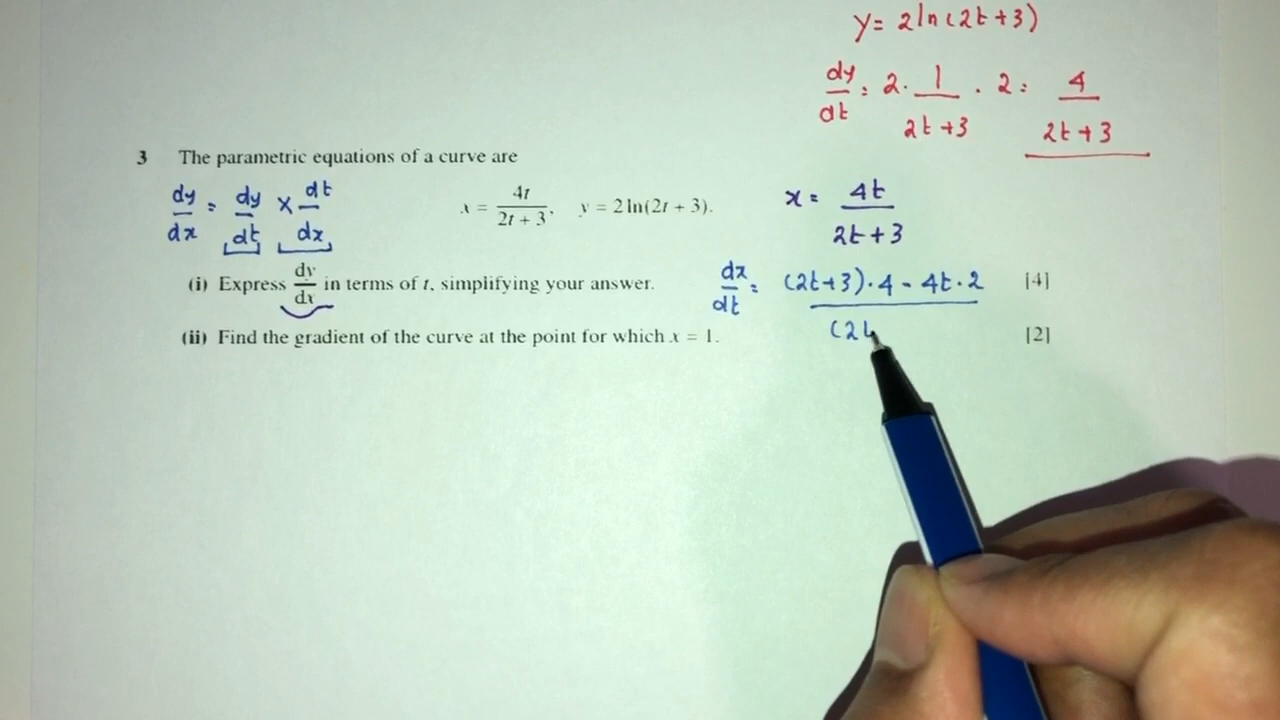 y = 2ln(2t+3)
dy/dt = 2 · 1/(2t+3) · 2 = 4/(2t+3)
3 The parametric equations of a curve are
dy/dx = dy/dt × dt/dx
x = 4t/(2t + 3), y = 2 ln(2t + 3).
x = 4t/(2t+3)
(i) Express dy/dx in terms of t, simplifying your answer. [4]
dx/dt = (2t+3)·4 - 4t·2
(2t
(ii) Find the gradient of the curve at the point for which x = 1. [2]